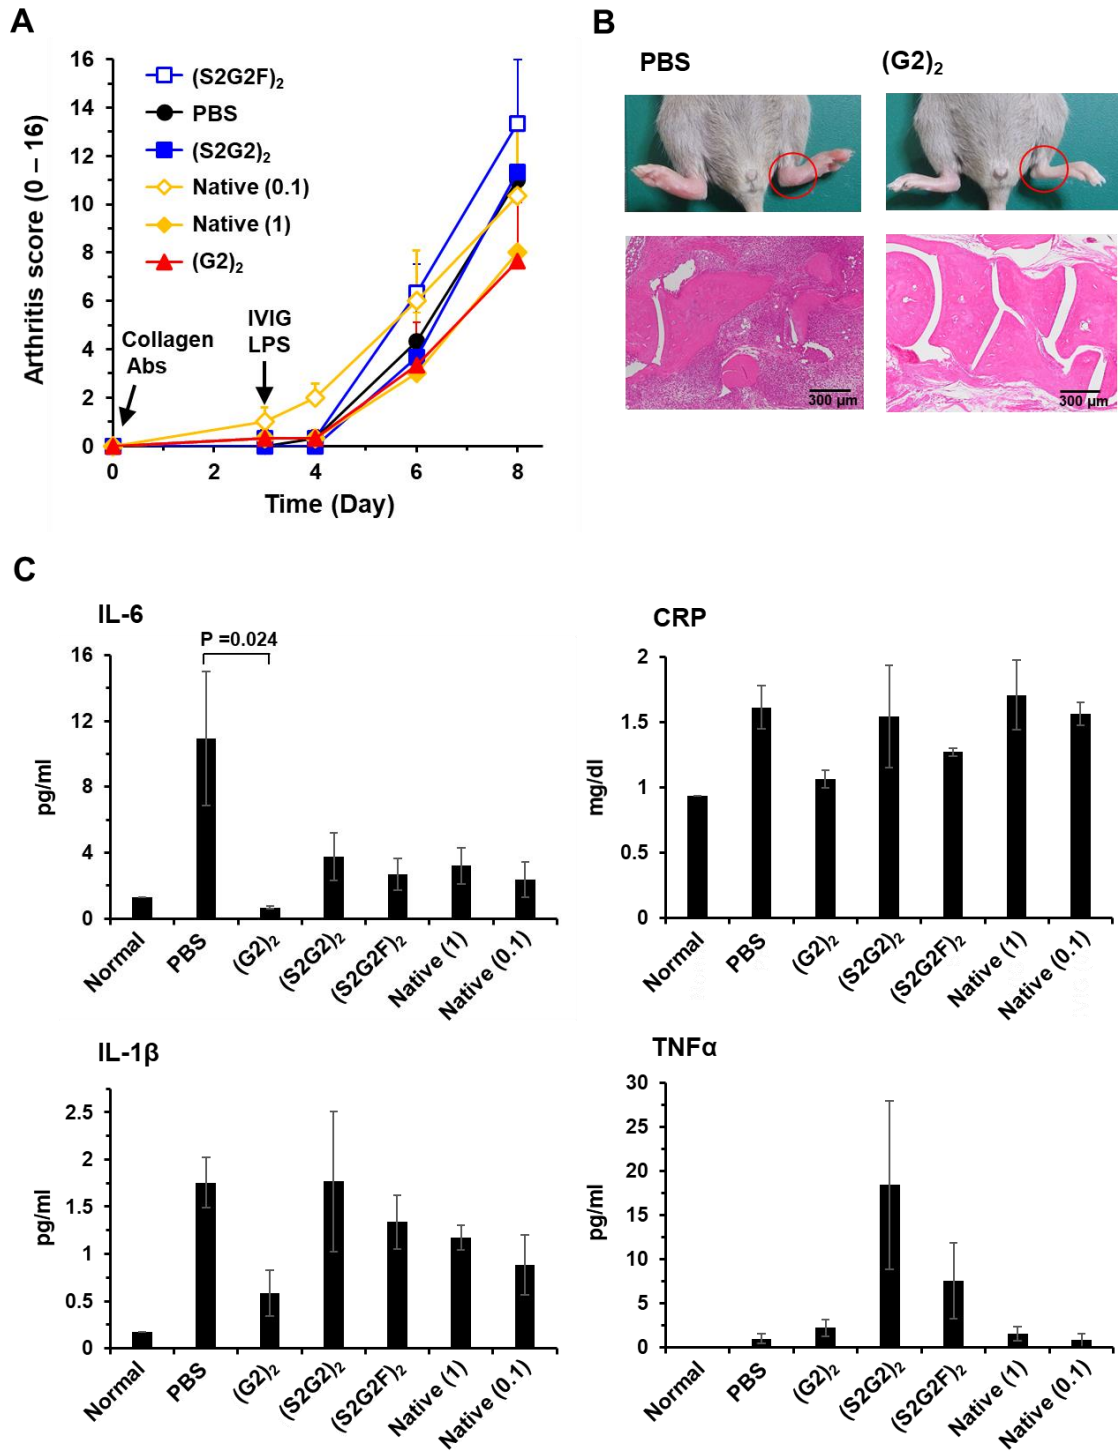 A
16
14
12
10
8
6
4
2
0
Arthritis score (0 – 16)
(S2G2F)₂
PBS
(S2G2)₂
Native (0.1)
Native (1)
(G2)₂
Collagen
Abs
IVIG
LPS
0 2 4 6 8
Time (Day)
B
PBS (G2)₂
300 µm 300 µm
C
IL-6
P =0.024
16
12
8
4
0
pg/ml
Normal PBS (G2)₂ (S2G2)₂ (S2G2F)₂ Native (1) Native (0.1)
CRP
2
1.5
1
0.5
0
mg/dl
Normal PBS (G2)₂ (S2G2)₂ (S2G2F)₂ Native (1) Native (0.1)
IL-1β
2.5
2
1.5
1
0.5
0
pg/ml
Normal PBS (G2)₂ (S2G2)₂ (S2G2F)₂ Native (1) Native (0.1)
TNFα
30
25
20
15
10
5
0
pg/ml
Normal PBS (G2)₂ (S2G2)₂ (S2G2F)₂ Native (1) Native (0.1)